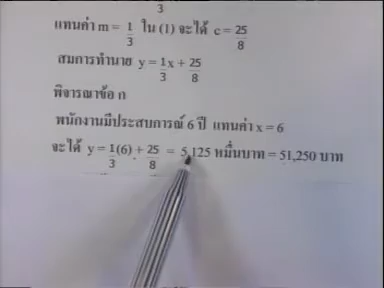 3
แทนค่า m = 1/3 ใน (1) จะได้ c = 25/8
สมการทำนาย y = 1/3 x + 25/8
พิจารณาข้อ ก
พนักงานมีประสบการณ์ 6 ปี แทนค่า x = 6
จะได้ y = 1/3 (6) + 25/8 = 5.125 หมื่นบาท = 51,250 บาท